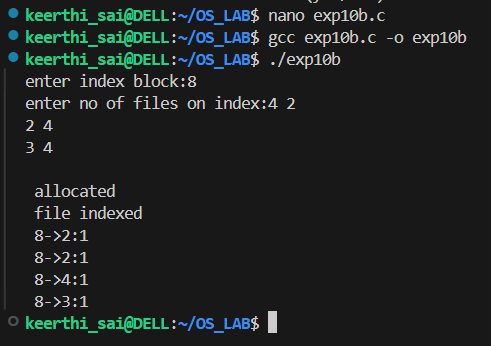 keerthi_sai@DELL:~/OS_LAB$ nano exp10b.c
keerthi_sai@DELL:~/OS_LAB$ gcc exp10b.c -o exp10b
keerthi_sai@DELL:~/OS_LAB$ ./exp10b
enter index block:8
enter no of files on index:4 2
2 4
3 4
allocated
file indexed
8->2:1
8->2:1
8->4:1
8->3:1
keerthi_sai@DELL:~/OS_LAB$